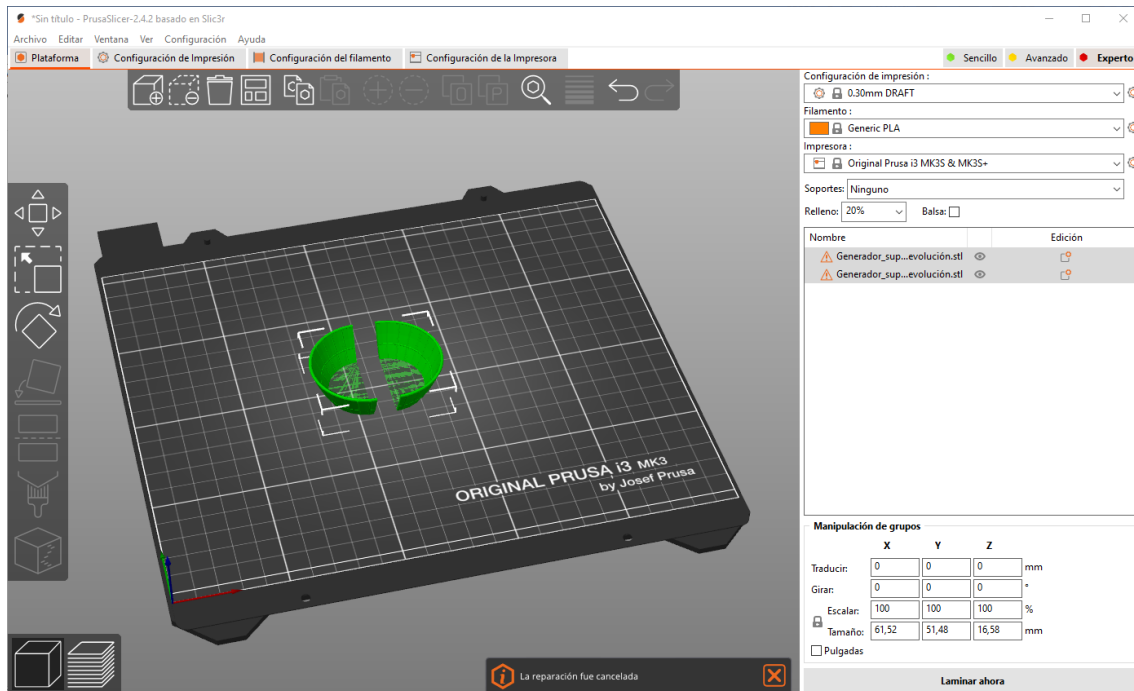 *Sin título - PrusaSlicer-2.4.2 basado en Slic3r
Archivo Editar Ventana Ver Configuración Ayuda
Plataforma Configuración de Impresión Configuración del filamento Configuración de la Impresora Sencillo Avanzado Experto
Configuración de impresión :
0.30mm DRAFT
Filamento :
Generic PLA
Impresora :
Original Prusa i3 MK3S & MK3S+
Soportes: Ninguno
Relleno: 20% Balsa:
Nombre Edición
Generador_sup...evolución.stl
Generador_sup...evolución.stl
ORIGINAL PRUSA i3 MK3
by Josef Prusa
Manipulación de grupos
X Y Z
Traducir: 0 0 0 mm
Girar: 0 0 0 °
Escalar: 100 100 100 %
Tamaño: 61,52 51,48 16,58 mm
Pulgadas
La reparación fue cancelada
Laminar ahora